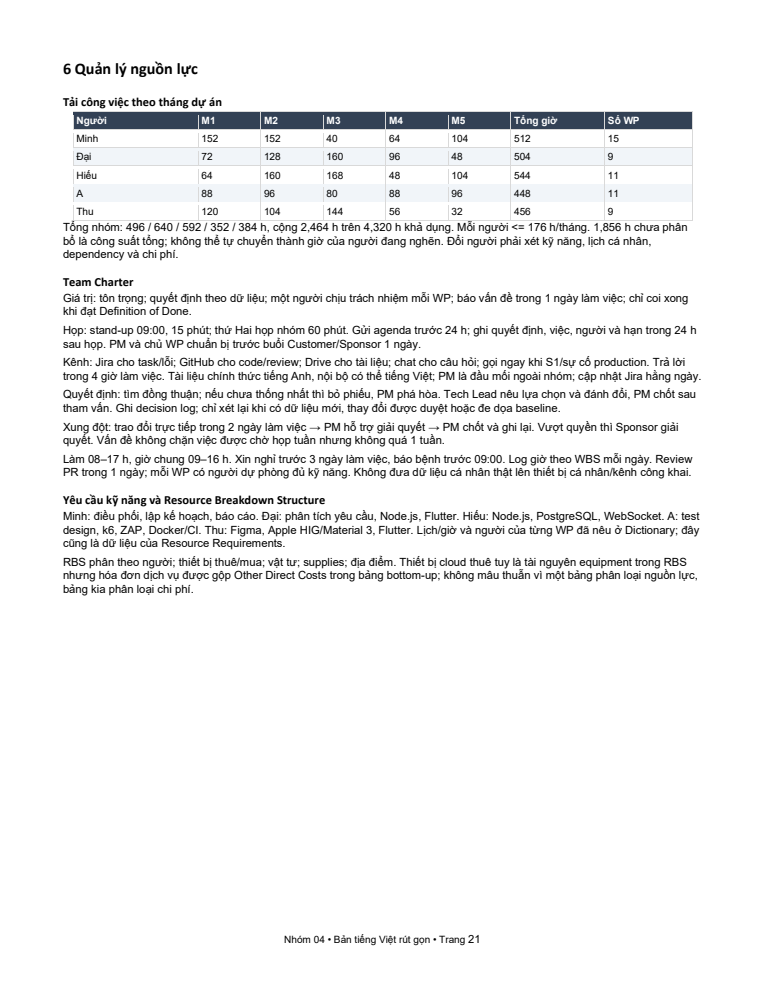 6 Quản lý nguồn lực
Tải công việc theo tháng dự án
Người M1 M2 M3 M4 M5 Tổng giờ Số WP
Minh 152 152 40 64 104 512 15
Đại 72 128 160 96 48 504 9
Hiếu 64 160 168 48 104 544 11
A 88 96 80 88 96 448 11
Thu 120 104 144 56 32 456 9
Tổng nhóm: 496 / 640 / 592 / 352 / 384 h, cộng 2,464 h trên 4,320 h khả dụng. Mỗi người <= 176 h/tháng. 1,856 h chưa phân
bổ là công suất tổng; không thể tự chuyển thành giờ của người đang nghẽn. Đổi người phải xét kỹ năng, lịch cá nhân,
dependency và chi phí.
Team Charter
Giá trị: tôn trọng; quyết định theo dữ liệu; một người chịu trách nhiệm mỗi WP; báo vấn đề trong 1 ngày làm việc; chỉ coi xong
khi đạt Definition of Done.
Họp: stand-up 09:00, 15 phút; thứ Hai họp nhóm 60 phút. Gửi agenda trước 24 h; ghi quyết định, việc, người và hạn trong 24 h
sau họp. PM và chủ WP chuẩn bị trước buổi Customer/Sponsor 1 ngày.
Kênh: Jira cho task/lỗi; GitHub cho code/review; Drive cho tài liệu; chat cho câu hỏi; gọi ngay khi S1/sự cố production. Trả lời
trong 4 giờ làm việc. Tài liệu chính thức tiếng Anh, nội bộ có thể tiếng Việt; PM là đầu mối ngoài nhóm; cập nhật Jira hằng ngày.
Quyết định: tìm đồng thuận; nếu chưa thống nhất thì bỏ phiếu, PM phá hòa. Tech Lead nêu lựa chọn và đánh đổi, PM chốt sau
tham vấn. Ghi decision log; chỉ xét lại khi có dữ liệu mới, thay đổi được duyệt hoặc đe dọa baseline.
Xung đột: trao đổi trực tiếp trong 2 ngày làm việc → PM hỗ trợ giải quyết → PM chốt và ghi lại. Vượt quyền thì Sponsor giải
quyết. Vấn đề không chặn việc được chờ họp tuần nhưng không quá 1 tuần.
Làm 08–17 h, giờ chung 09–16 h. Xin nghỉ trước 3 ngày làm việc, báo bệnh trước 09:00. Log giờ theo WBS mỗi ngày. Review
PR trong 1 ngày; mỗi WP có người dự phòng đủ kỹ năng. Không đưa dữ liệu cá nhân thật lên thiết bị cá nhân/kênh công khai.
Yêu cầu kỹ năng và Resource Breakdown Structure
Minh: điều phối, lập kế hoạch, báo cáo. Đại: phân tích yêu cầu, Node.js, Flutter. Hiếu: Node.js, PostgreSQL, WebSocket. A: test
design, k6, ZAP, Docker/CI. Thu: Figma, Apple HIG/Material 3, Flutter. Lịch/giờ và người của từng WP đã nêu ở Dictionary; đây
cũng là dữ liệu của Resource Requirements.
RBS phân theo người; thiết bị thuê/mua; vật tư; supplies; địa điểm. Thiết bị cloud thuê tuy là tài nguyên equipment trong RBS
nhưng hóa đơn dịch vụ được gộp Other Direct Costs trong bảng bottom-up; không mâu thuẫn vì một bảng phân loại nguồn lực,
bảng kia phân loại chi phí.
Nhóm 04 • Bản tiếng Việt rút gọn • Trang 21